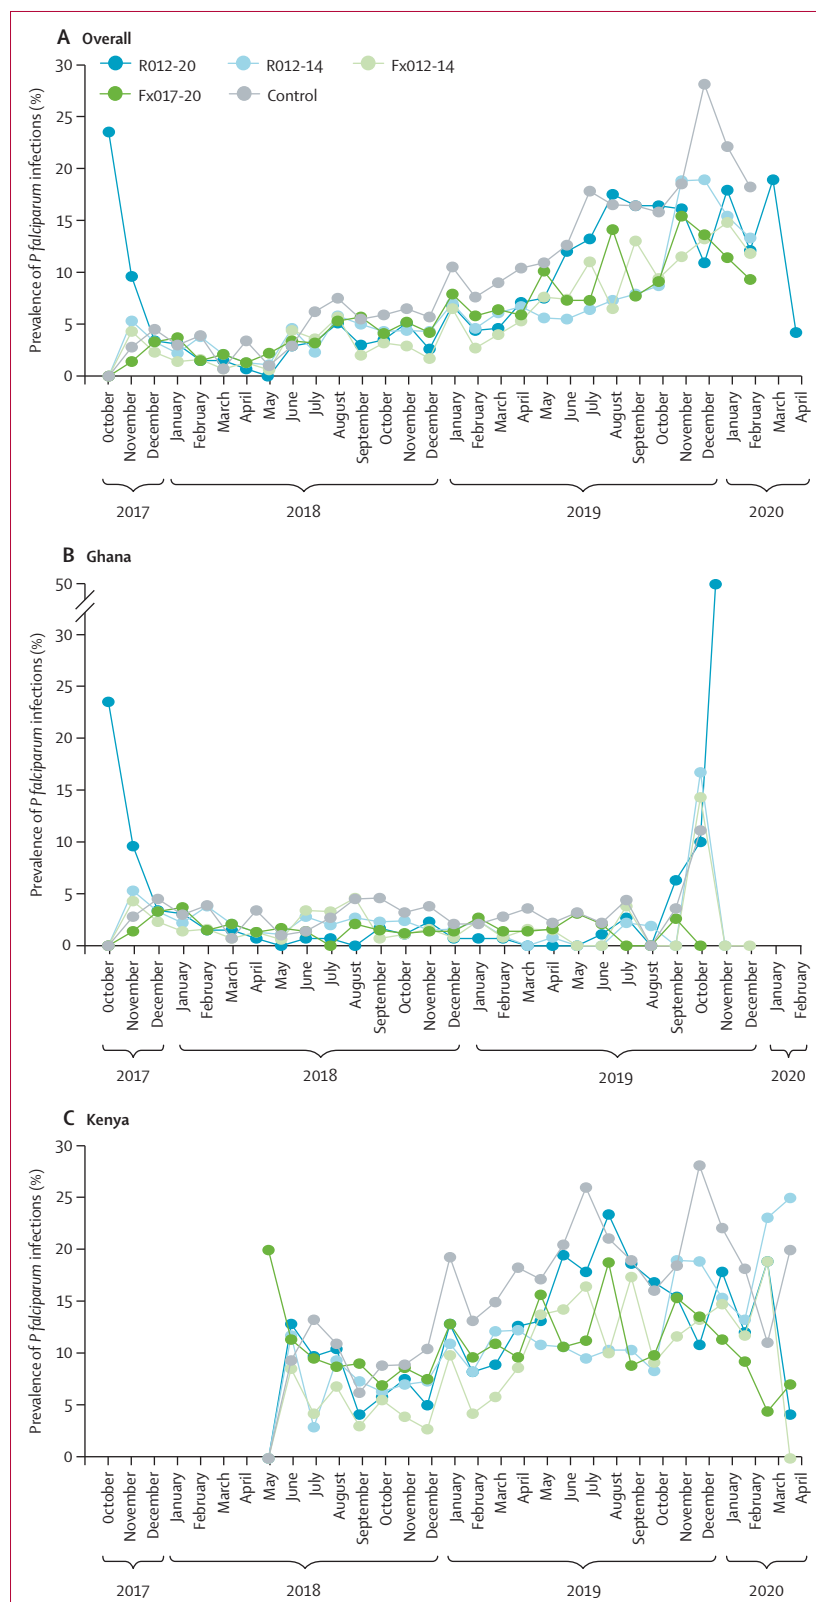 A Overall
R012-20 R012-14 Fx012-14
Fx017-20 Control
Prevalence of P falciparum infections (%)
30
25
20
15
10
5
0
October November December January February March April May June July August September October November December January February March April May June July August September October November December January February March April
2017 2018 2019 2020
B Ghana
Prevalence of P falciparum infections (%)
50
30
25
20
15
10
5
0
October November December January February March April May June July August September October November December January February March April May June July August September October November December January February
2017 2018 2019 2020
C Kenya
Prevalence of P falciparum infections (%)
30
25
20
15
10
5
0
October November December January February March April May June July August September October November December January February March April May June July August September October November December January February March April
2017 2018 2019 2020